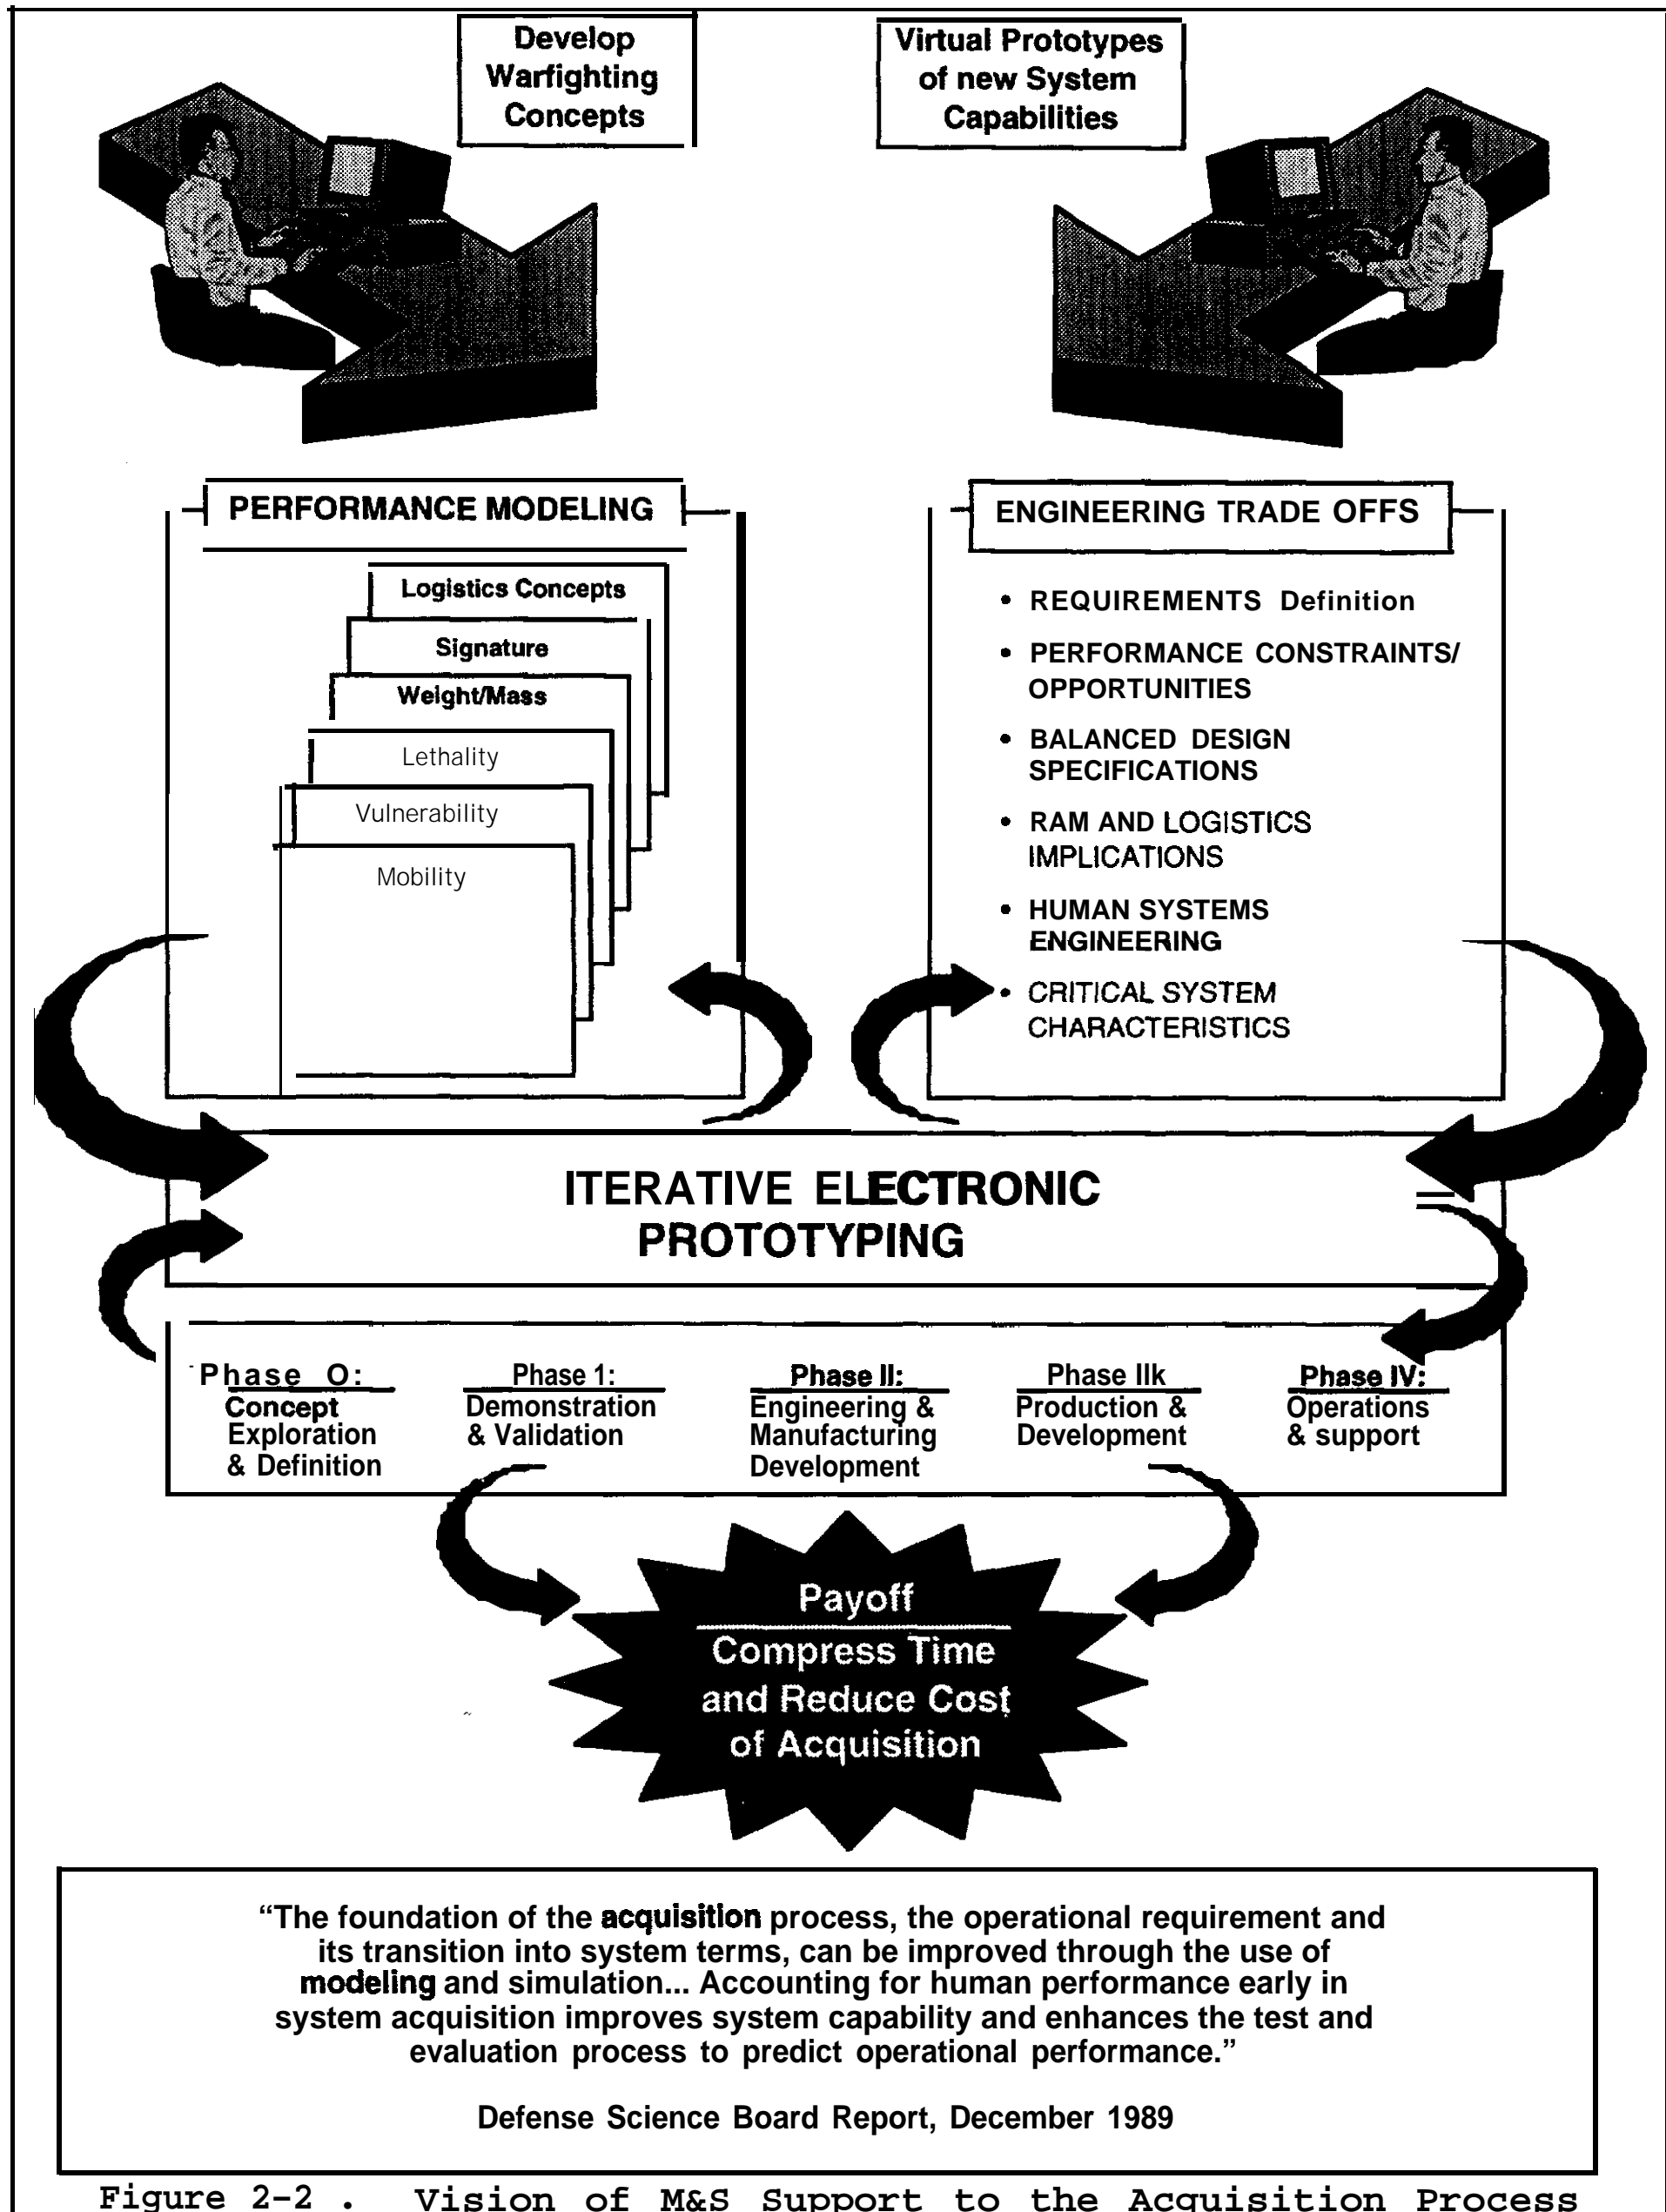 Develop
Warfighting
Concepts
Virtual Prototypes
of new System
Capabilities
PERFORMANCE MODELING
Logistics Concepts
Signature
Weight/Mass
Lethality
Vulnerability
Mobility
ENGINEERING TRADE OFFS
• REQUIREMENTS Definition
• PERFORMANCE CONSTRAINTS/
OPPORTUNITIES
• BALANCED DESIGN
SPECIFICATIONS
• RAM AND LOGISTICS
IMPLICATIONS
• HUMAN SYSTEMS
ENGINEERING
• CRITICAL SYSTEM
CHARACTERISTICS
ITERATIVE ELECTRONIC
PROTOTYPING
Phase O:
Concept
Exploration
& Definition
Phase 1:
Demonstration
& Validation
Phase II:
Engineering &
Manufacturing
Development
Phase IIk
Production &
Development
Phase IV:
Operations
& support
Payoff
Compress Time
and Reduce Cost
of Acquisition
“The foundation of the acquisition process, the operational requirement and
its transition into system terms, can be improved through the use of
modeling and simulation... Accounting for human performance early in
system acquisition improves system capability and enhances the test and
evaluation process to predict operational performance.”
Defense Science Board Report, December 1989
Figure 2-2 . Vision of M&S Support to the Acquisition Process